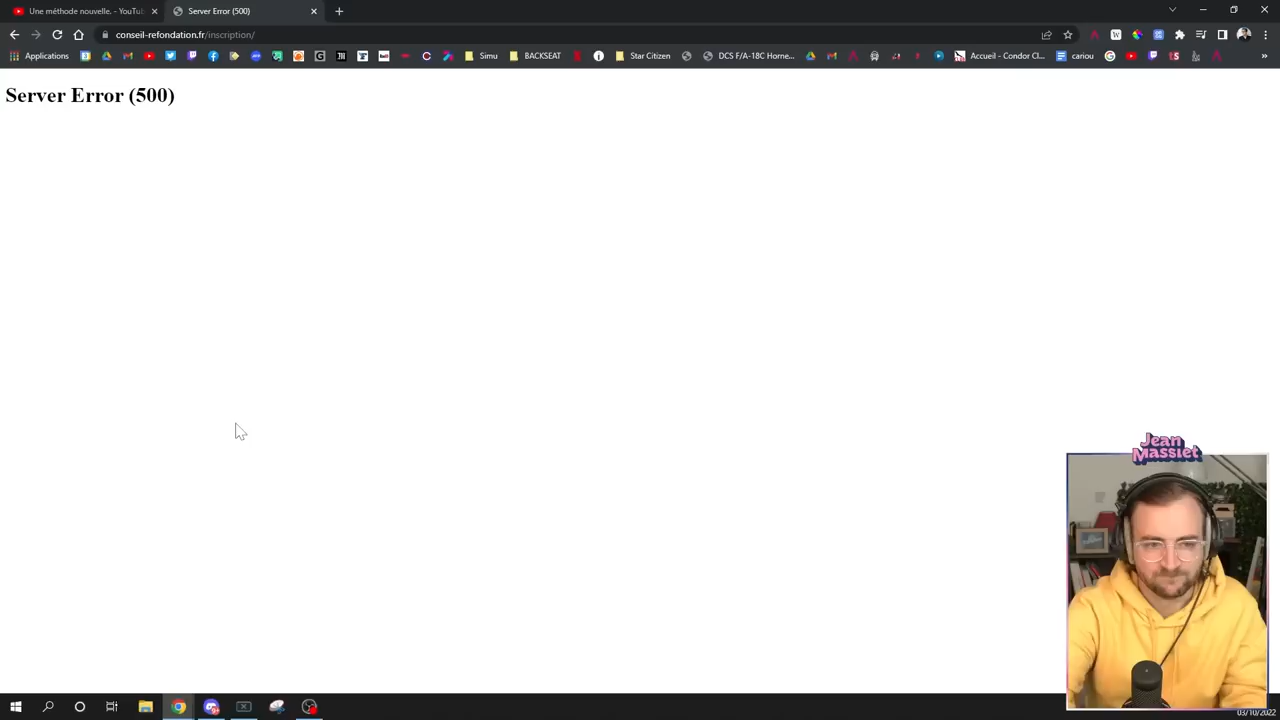 Une méthode nouvelle. - YouTub
Server Error (500)
conseil-refondation.fr/inscription/
Applications
Simu
BACKSEAT
Star Citizen
DCS F/A-18C Horne...
Accueil - Condor Cl...
cariou
Server Error (500)
Jean
Massiet
03/10/2022